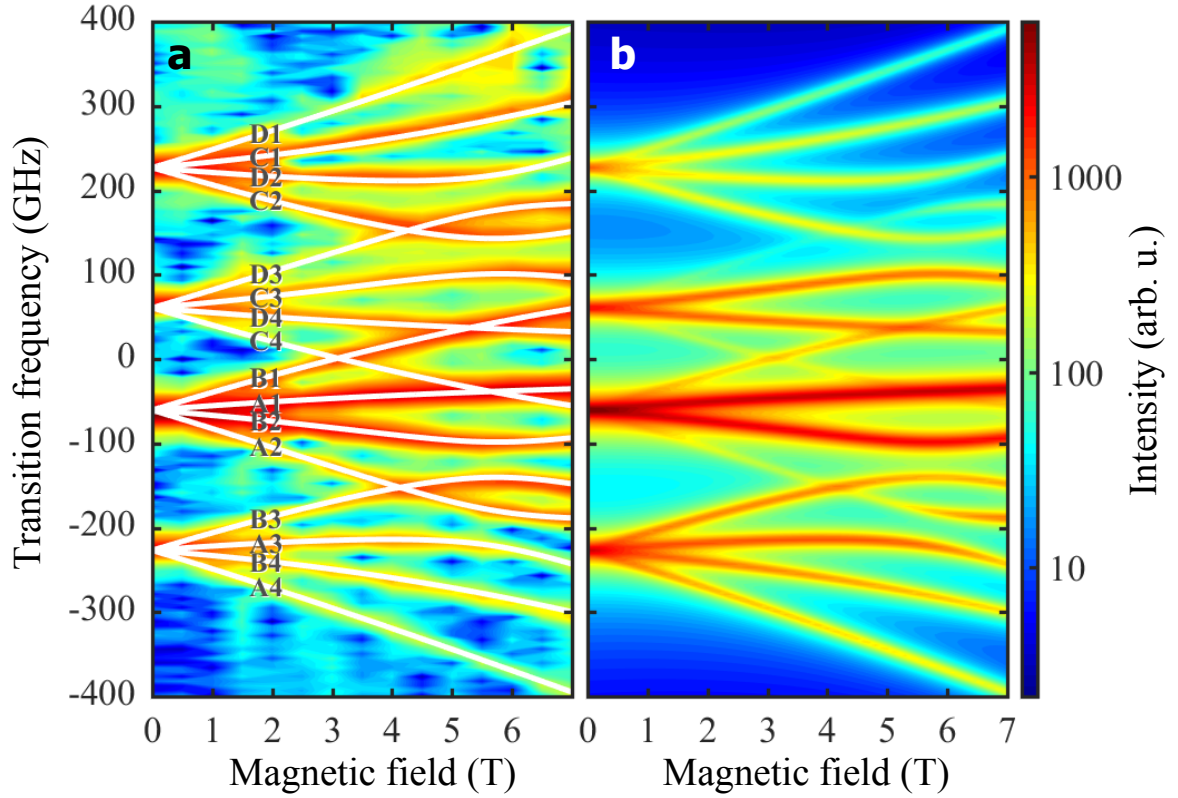 Transition frequency (GHz)
400
300
200
100
0
-100
-200
-300
-400
a
D1
C1
D2
C2
D3
C3
D4
C4
B1
A1
B2
A2
B3
A3
B4
A4
0 1 2 3 4 5 6
Magnetic field (T)
b
0 1 2 3 4 5 6 7
Magnetic field (T)
1000
100
10
Intensity (arb. u.)